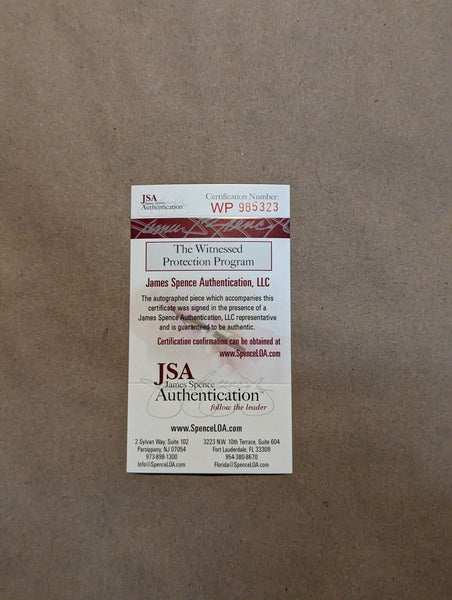 JSA
James Spence
Authentication
Certification Number:
WP 985323
The Witnessed
Protection Program
James Spence Authentication, LLC
The autographed piece which accompanies this
certificate was signed in the presence of a
James Spence Authentication, LLC representative
and is guaranteed to be authentic.
Certification confirmation can be obtained at
www.SpenceLOA.com
JSA
James Spence
Authentication™
follow the leader
www.SpenceLOA.com
2 Sylvan Way, Suite 102
Parsippany, NJ 07054
973-898-1300
Info@SpenceLOA.com
3223 N.W. 10th Terrace, Suite 604
Fort Lauderdale, FL 33309
954-380-8670
Florida@SpenceLOA.com